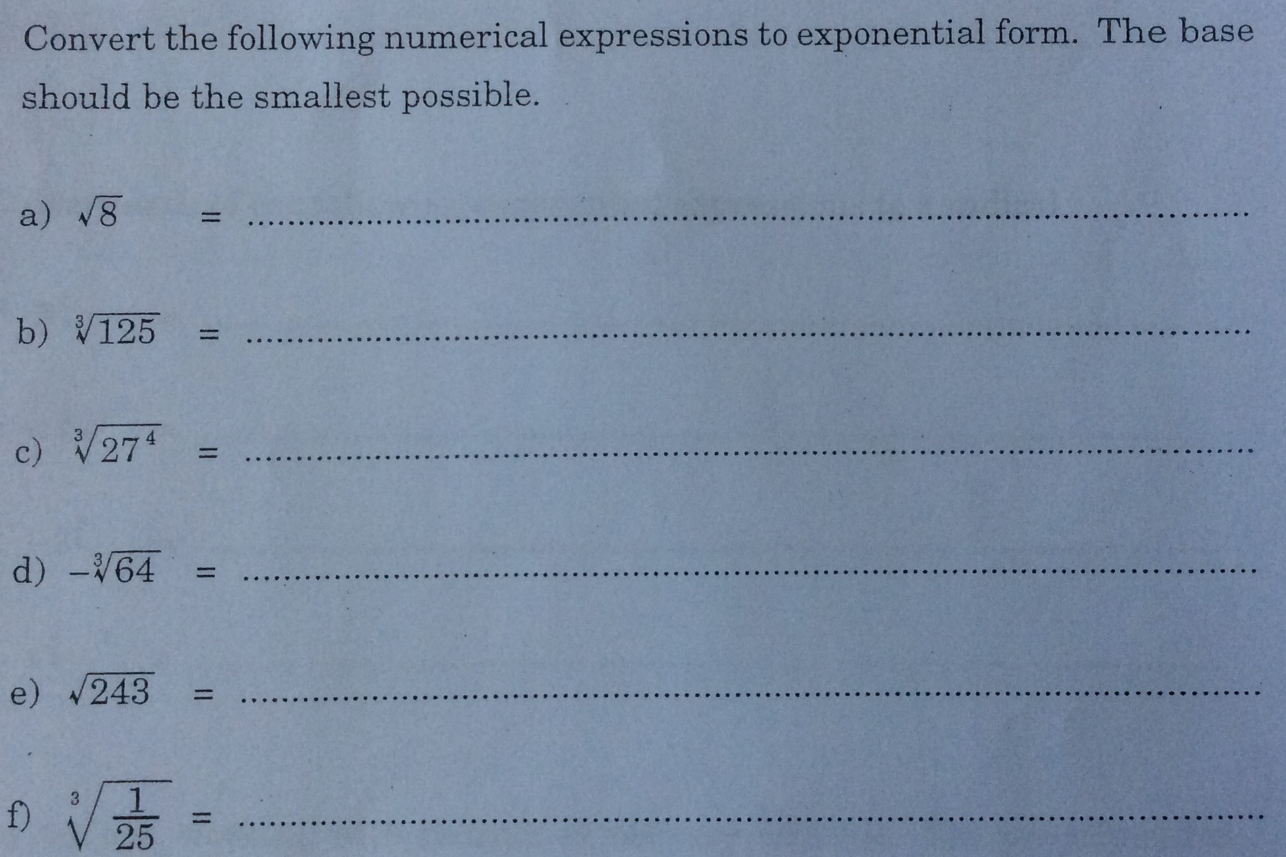 Convert the following numerical expressions to exponential form. The base
should be the smallest possible.
a) √8 = ........................................................................
b) ∛125 = ........................................................................
c) ∛27⁴ = ........................................................................
d) −∛64 = ........................................................................
e) √243 = ........................................................................
f) ∛(1/25) = ........................................................................